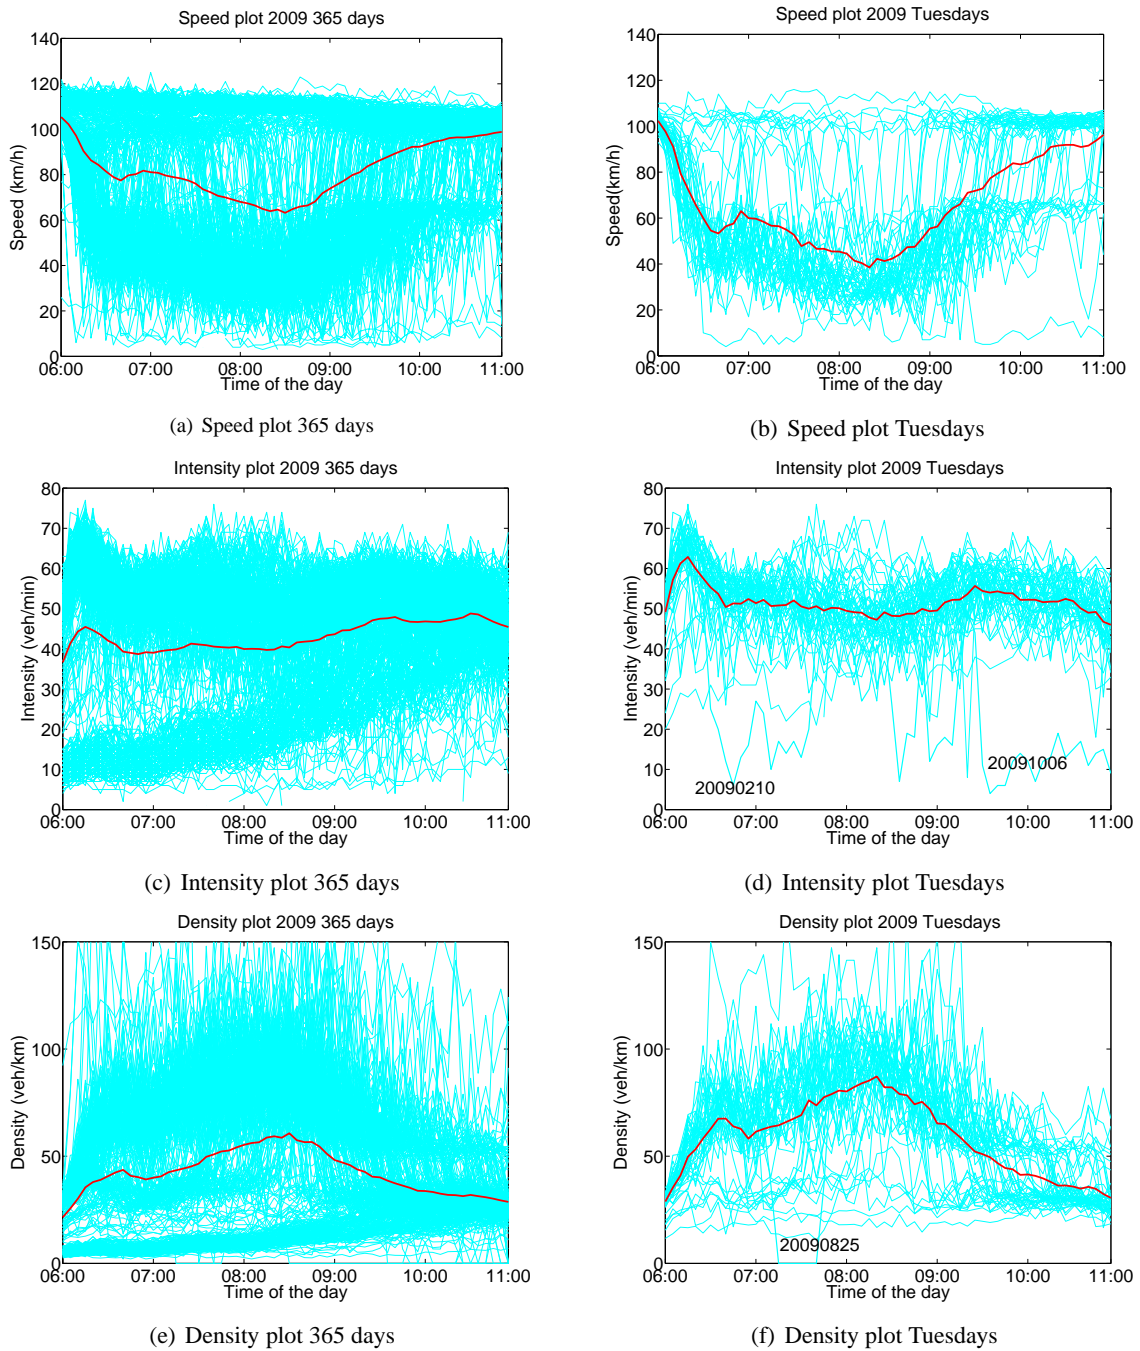 Speed plot 2009 365 days
140
120
100
80
60
40
20
0
Speed (km/h)
06:00 07:00 08:00 09:00 10:00 11:00
Time of the day
(a) Speed plot 365 days
Speed plot 2009 Tuesdays
140
120
100
80
60
40
20
0
Speed(km/h)
06:00 07:00 08:00 09:00 10:00 11:00
Time of the day
(b) Speed plot Tuesdays
Intensity plot 2009 365 days
80
70
60
50
40
30
20
10
0
Intensity (veh/min)
06:00 07:00 08:00 09:00 10:00 11:00
Time of the day
(c) Intensity plot 365 days
Intensity plot 2009 Tuesdays
80
70
60
50
40
30
20
10
0
Intensity (veh/min)
20091006
20090210
06:00 07:00 08:00 09:00 10:00 11:00
Time of the day
(d) Intensity plot Tuesdays
Density plot 2009 365 days
150
100
50
0
Density (veh/km)
06:00 07:00 08:00 09:00 10:00 11:00
Time of the day
(e) Density plot 365 days
Density plot 2009 Tuesdays
150
100
50
0
Density (veh/km)
20090825
06:00 07:00 08:00 09:00 10:00 11:00
Time of the day
(f) Density plot Tuesdays